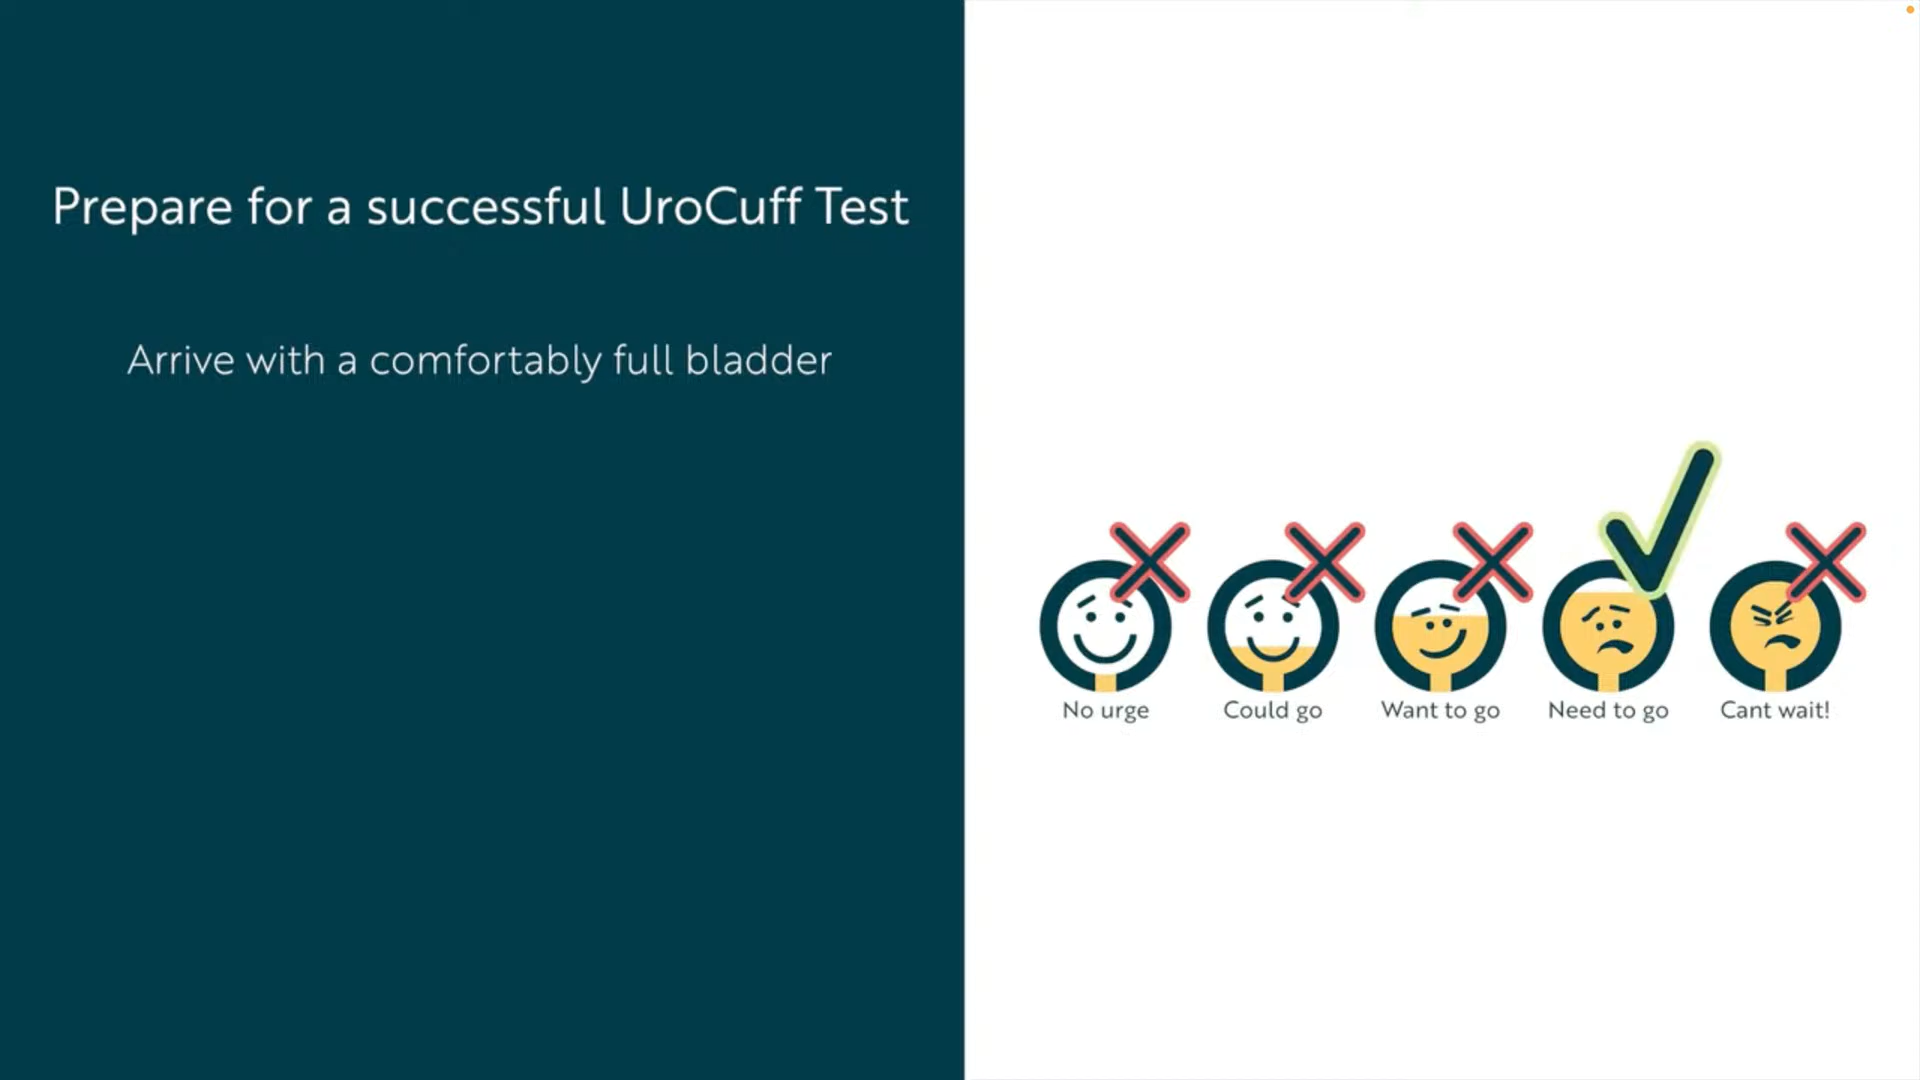 Prepare for a successful UroCuff Test
Arrive with a comfortably full bladder
No urge
Could go
Want to go
Need to go
Cant wait!